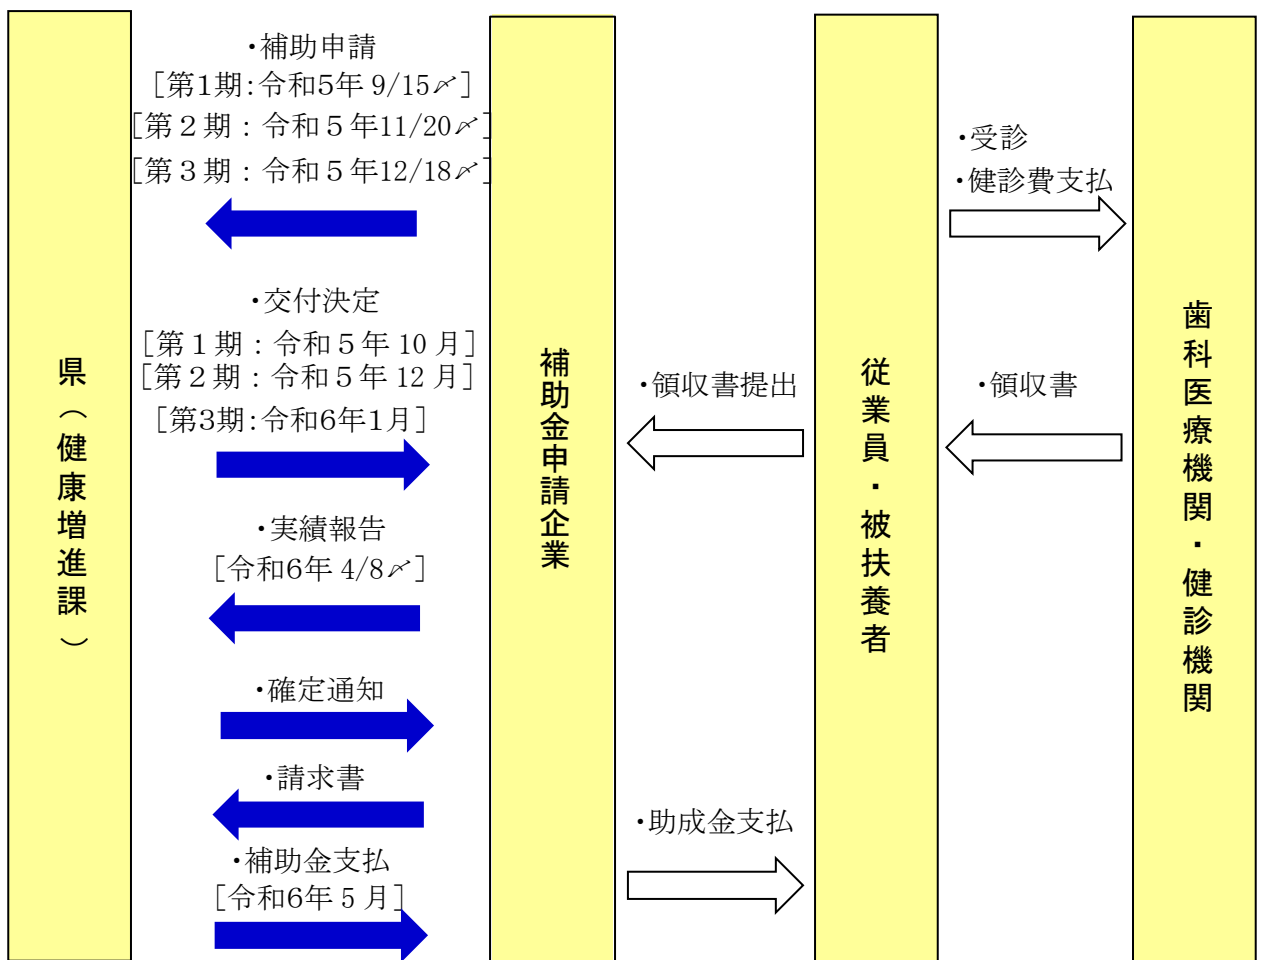 県（健康増進課）
・補助申請
［第1期：令和5年 9/15〆］
［第２期：令和５年11/20〆］
［第３期：令和５年12/18〆］
・交付決定
［第１期：令和５年 10 月］
［第２期：令和５年 12 月］
［第3期：令和6年1月］
・実績報告
［令和6年 4/8〆］
・確定通知
・請求書
・補助金支払
［令和6年 5 月］
補助金申請企業
・領収書提出
・助成金支払
従業員・被扶養者
・受診
・健診費支払
・領収書
歯科医療機関・健診機関